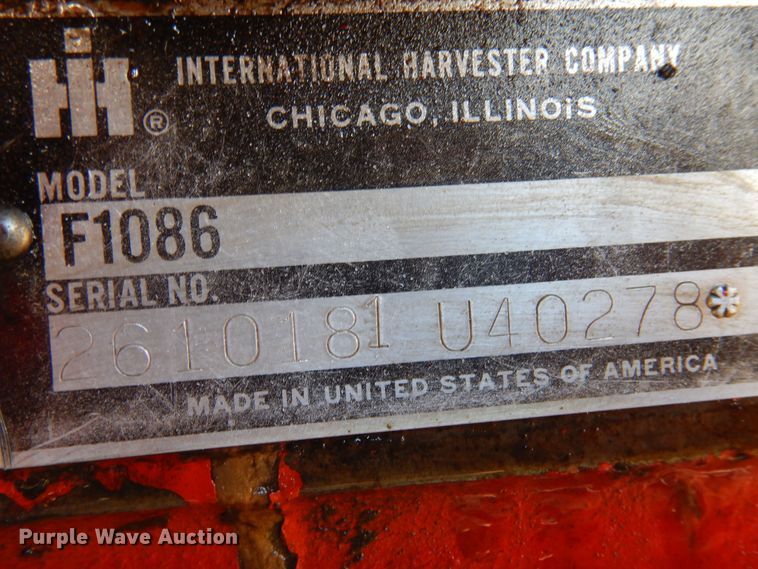 IH ® INTERNATIONAL HARVESTER COMPANY
CHICAGO, ILLINOIS
MODEL
F1086
SERIAL NO.
2610181 U40278*
MADE IN UNITED STATES OF AMERICA
Purple Wave Auction